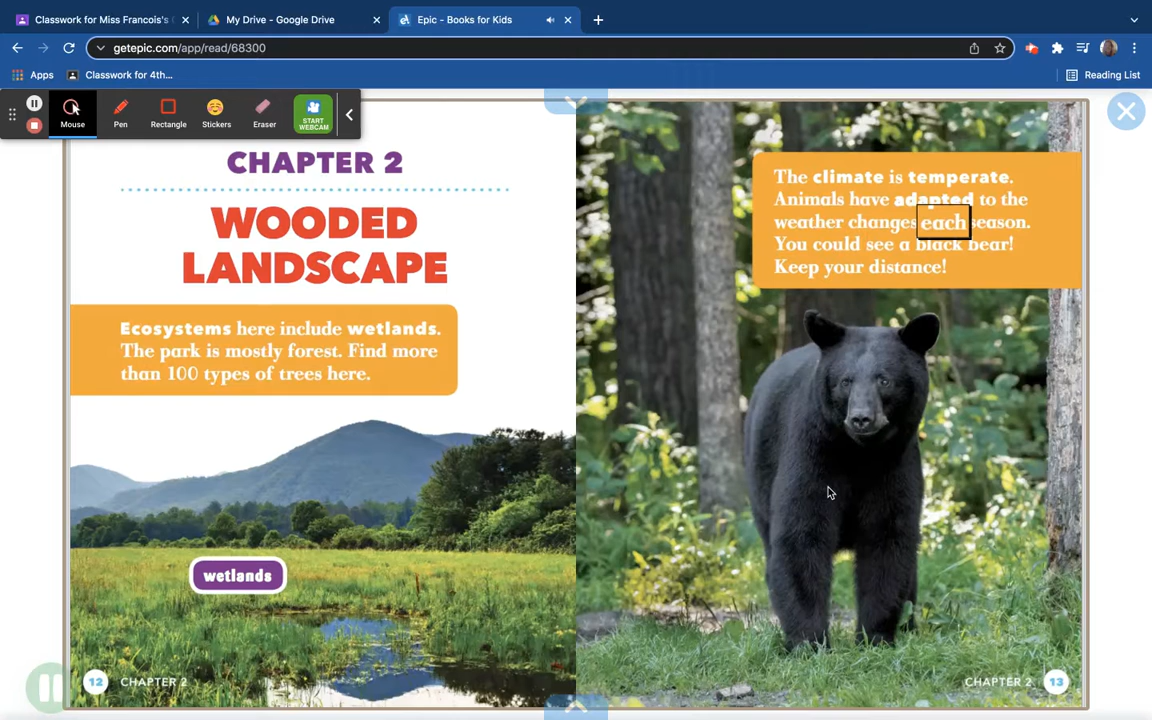 Classwork for Miss Francois's
My Drive - Google Drive
Epic - Books for Kids
getepic.com/app/read/68300
Apps
Classwork for 4th...
Reading List
Mouse
Pen
Rectangle
Stickers
Eraser
START
WEBCAM
CHAPTER 2
WOODED
LANDSCAPE
Ecosystems here include wetlands.
The park is mostly forest. Find more
than 100 types of trees here.
wetlands
12 CHAPTER 2
The climate is temperate.
Animals have adapted to the
weather changes each season.
You could see a black bear!
Keep your distance!
CHAPTER 2 13